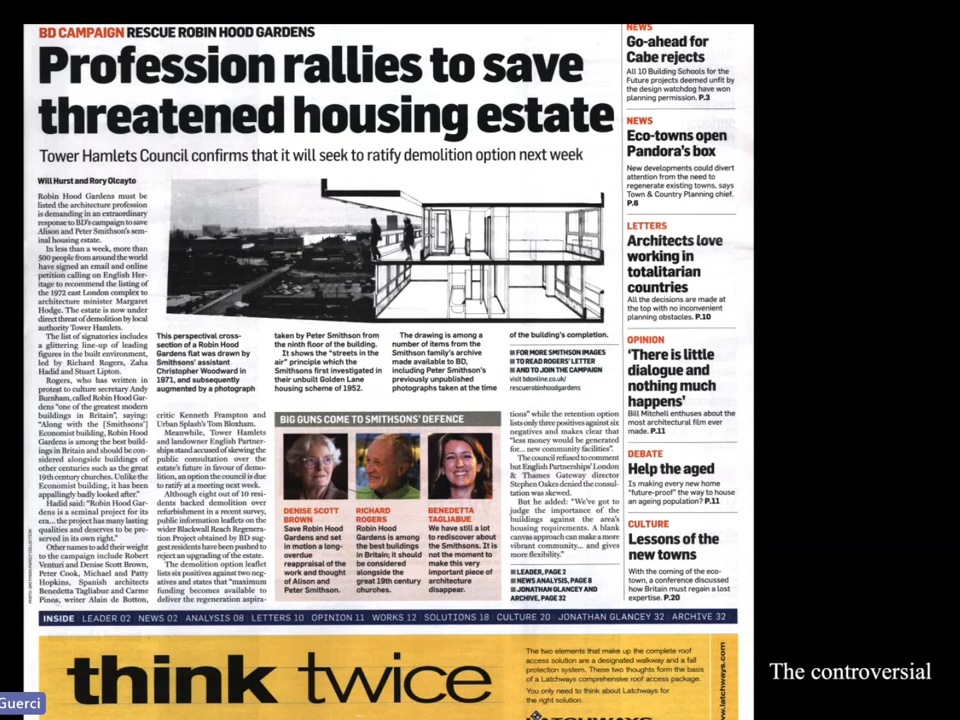 BD CAMPAIGN RESCUE ROBIN HOOD GARDENS
Profession rallies to save
threatened housing estate
Tower Hamlets Council confirms that it will seek to ratify demolition option next week
Will Hurst and Rory Olcayto
Robin Hood Gardens must be
listed the architecture profession
is demanding in an extraordinary
response to BD's campaign to save
Alison and Peter Smithson's sem-
inal housing estate.
In less than a week, more than
500 people from around the world
have signed an email and online
petition calling on English Her-
itage to recommend the listing of
the 1972 east London complex to
architecture minister Margaret
Hodge. The estate is now under
direct threat of demolition by local
authority Tower Hamlets.
The list of signatories includes
a glittering line-up of leading
figures in the built environment,
led by Richard Rogers, Zaha
Hadid and Stuart Lipton.
Rogers, who has written in
protest to culture secretary Andy
Burnham, called Robin Hood Gar-
dens "one of the greatest modern
buildings in Britain", saying:
"Along with the [Smithsons']
Economist building, Robin Hood
Gardens is among the best build-
ings in Britain and should be con-
sidered alongside buildings of
other centuries such as the great
19th century churches. Unlike the
Economist building, it has been
appallingly badly looked after."
Hadid said: "Robin Hood Gar-
dens is a seminal project for its
era... the project has many lasting
qualities and deserves to be pre-
served in its own right."
Other names to add their weight
to the campaign include Robert
Venturi and Denise Scott Brown,
Peter Cook, Michael and Patty
Hopkins, Spanish architects
Benedetta Tagliabue and Carme
Pinos, writer Alain de Botton,
This perspectival cross-
section of a Robin Hood
Gardens flat was drawn by
Smithsons' assistant
Christopher Woodward in
1971, and subsequently
augmented by a photograph
taken by Peter Smithson from
the ninth floor of the building.
It shows the "streets in the
air" principle which the
Smithsons first investigated in
their unbuilt Golden Lane
housing scheme of 1952.
The drawing is among a
number of items from the
Smithson family's archive
made available to BD,
including Peter Smithson's
previously unpublished
photographs taken at the time
of the building's completion.
FOR MORE SMITHSON IMAGES
TO READ ROGERS' LETTER
AND TO JOIN THE CAMPAIGN
visit bdonline.co.uk/
rescuerobinhoodgardens
critic Kenneth Frampton and
Urban Splash's Tom Bloxham.
Meanwhile, Tower Hamlets
and landowner English Partner-
ships stand accused of skewing the
public consultation over the
estate's future in favour of demo-
lition, an option the council is due
to ratify at a meeting next week.
Although eight out of 10 resi-
dents backed demolition over
refurbishment in a recent survey,
public information leaflets on the
wider Blackwall Reach Regenera-
tion Project obtained by BD sug-
gest residents have been pushed to
reject an upgrading of the estate.
The demolition option leaflet
lists six positives against two neg-
atives and states that "maximum
funding becomes available to
deliver the regeneration aspira-
BIG GUNS COME TO SMITHSONS' DEFENCE
DENISE SCOTT
BROWN
Save Robin Hood
Gardens and set
in motion a long-
overdue
reappraisal of the
work and thought
of Alison and
Peter Smithson.
RICHARD
ROGERS
Robin Hood
Gardens is among
the best buildings
in Britain; it should
be considered
alongside the
great 19th century
churches.
BENEDETTA
TAGLIABUE
We have still a lot
to rediscover about
the Smithsons. It is
not the moment to
make this very
important piece of
architecture
disappear.
tions" while the retention option
lists only three positives against six
negatives and makes clear that
"less money would be generated
for... new community facilities".
The council refused to comment
but English Partnerships' London
& Thames Gateway director
Stephen Oakes denied the consul-
tation was skewed.
But he added: "We've got to
judge the importance of the
buildings against the area's
housing requirements. A blank
canvas approach can make a more
vibrant community... and gives
more flexibility."
LEADER, PAGE 2
NEWS ANALYSIS, PAGE 8
JONATHAN GLANCEY AND
ARCHIVE, PAGE 32
NEWS
Go-ahead for
Cabe rejects
All 10 Building Schools for the
Future projects deemed unfit by
the design watchdog have won
planning permission. P.3
NEWS
Eco-towns open
Pandora's box
New developments could divert
attention from the need to
regenerate existing towns, says
Town & Country Planning chief.
P.6
LETTERS
Architects love
working in
totalitarian
countries
All the decisions are made at
the top with no inconvenient
planning obstacles. P.10
OPINION
'There is little
dialogue and
nothing much
happens'
Bill Mitchell enthuses about the
most architectural film ever
made. P.11
DEBATE
Help the aged
Is making every new home
"future-proof" the way to house
an ageing population? P.11
CULTURE
Lessons of the
new towns
With the coming of the eco-
town, a conference discussed
how Britain must regain a lost
expertise. P.20
INSIDE LEADER 02 NEWS 02 ANALYSIS 08 LETTERS 10 OPINION 11 WORKS 12 SOLUTIONS 18 CULTURE 20 JONATHAN GLANCEY 32 ARCHIVE 32
think twice
The two elements that make up the complete roof
access solution are a designated walkway and a fall
protection system. These two thoughts form the basis
of a Latchways comprehensive roof access package.
You only need to think about Latchways for
the right solution.
LATCHWAYS
w.latchways.com
The controversial
Guerci